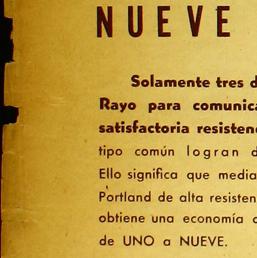 NUEVE
Solamente tres d
Rayo para comunica
satisfactoria resisten
tipo común logran d
Ello significa que media
Portland de alta resisten
obtiene una economía
de UNO a NUEVE.